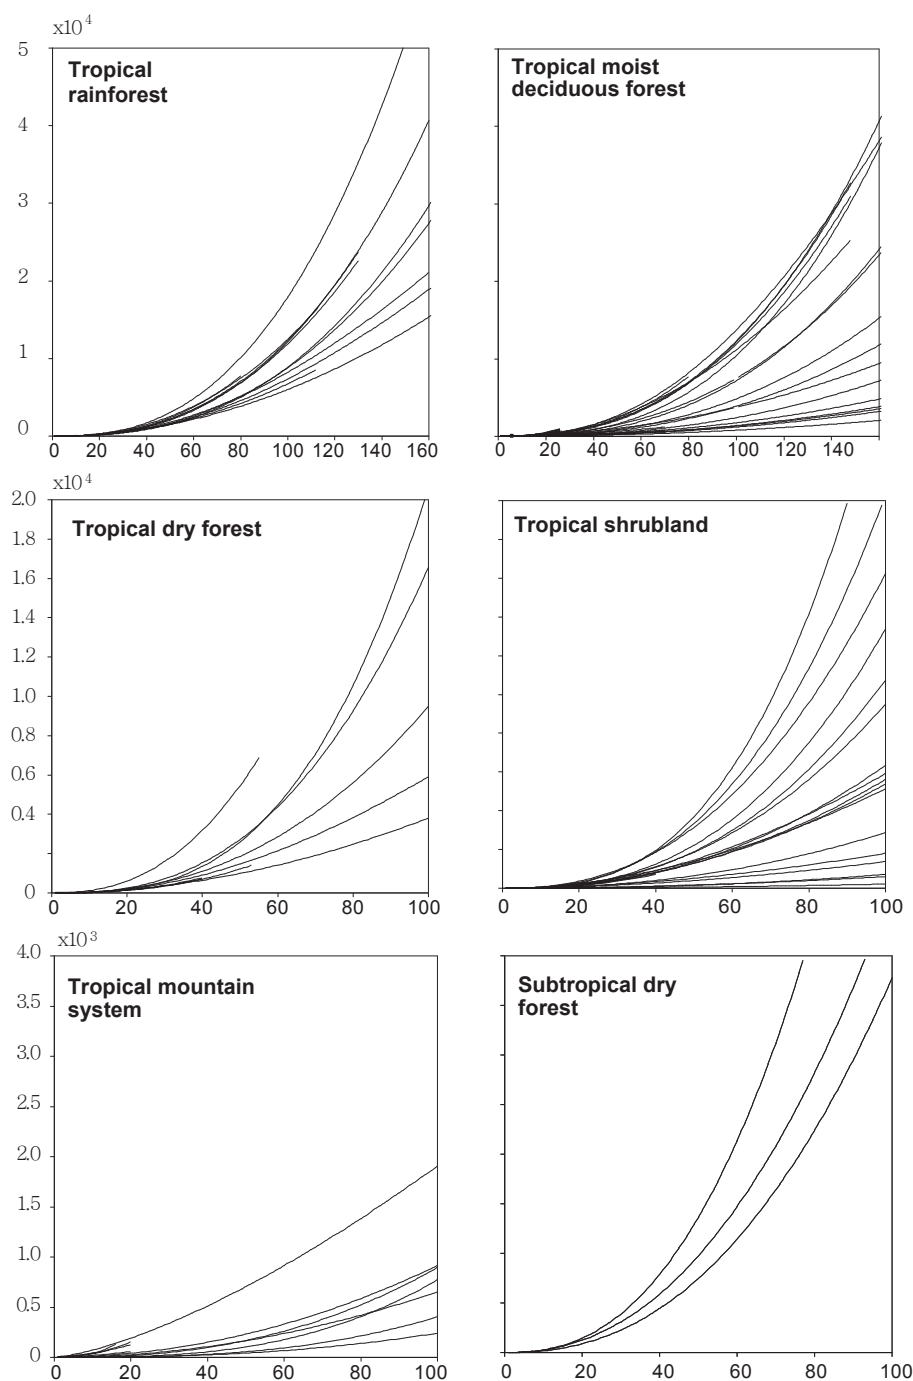 x10 4
5
4
3
2
1
0
Tropical
rainforest
0 20 40 60 80 100 120 140 160
Tropical moist
deciduous forest
0 20 40 60 80 100 120 140
x10 4
2.0
1.8
1.6
1.4
1.2
1.0
0.8
0.6
0.4
0
Tropical dry forest
0 20 40 60 80 100
Tropical shrubland
0 20 40 60 80 100
x10 3
4.0
3.5
3.0
2.5
2.0
1.5
1.0
0.5
0
Tropical mountain
system
0 20 40 60 80 100
Subtropical dry
forest
0 20 40 60 80 100